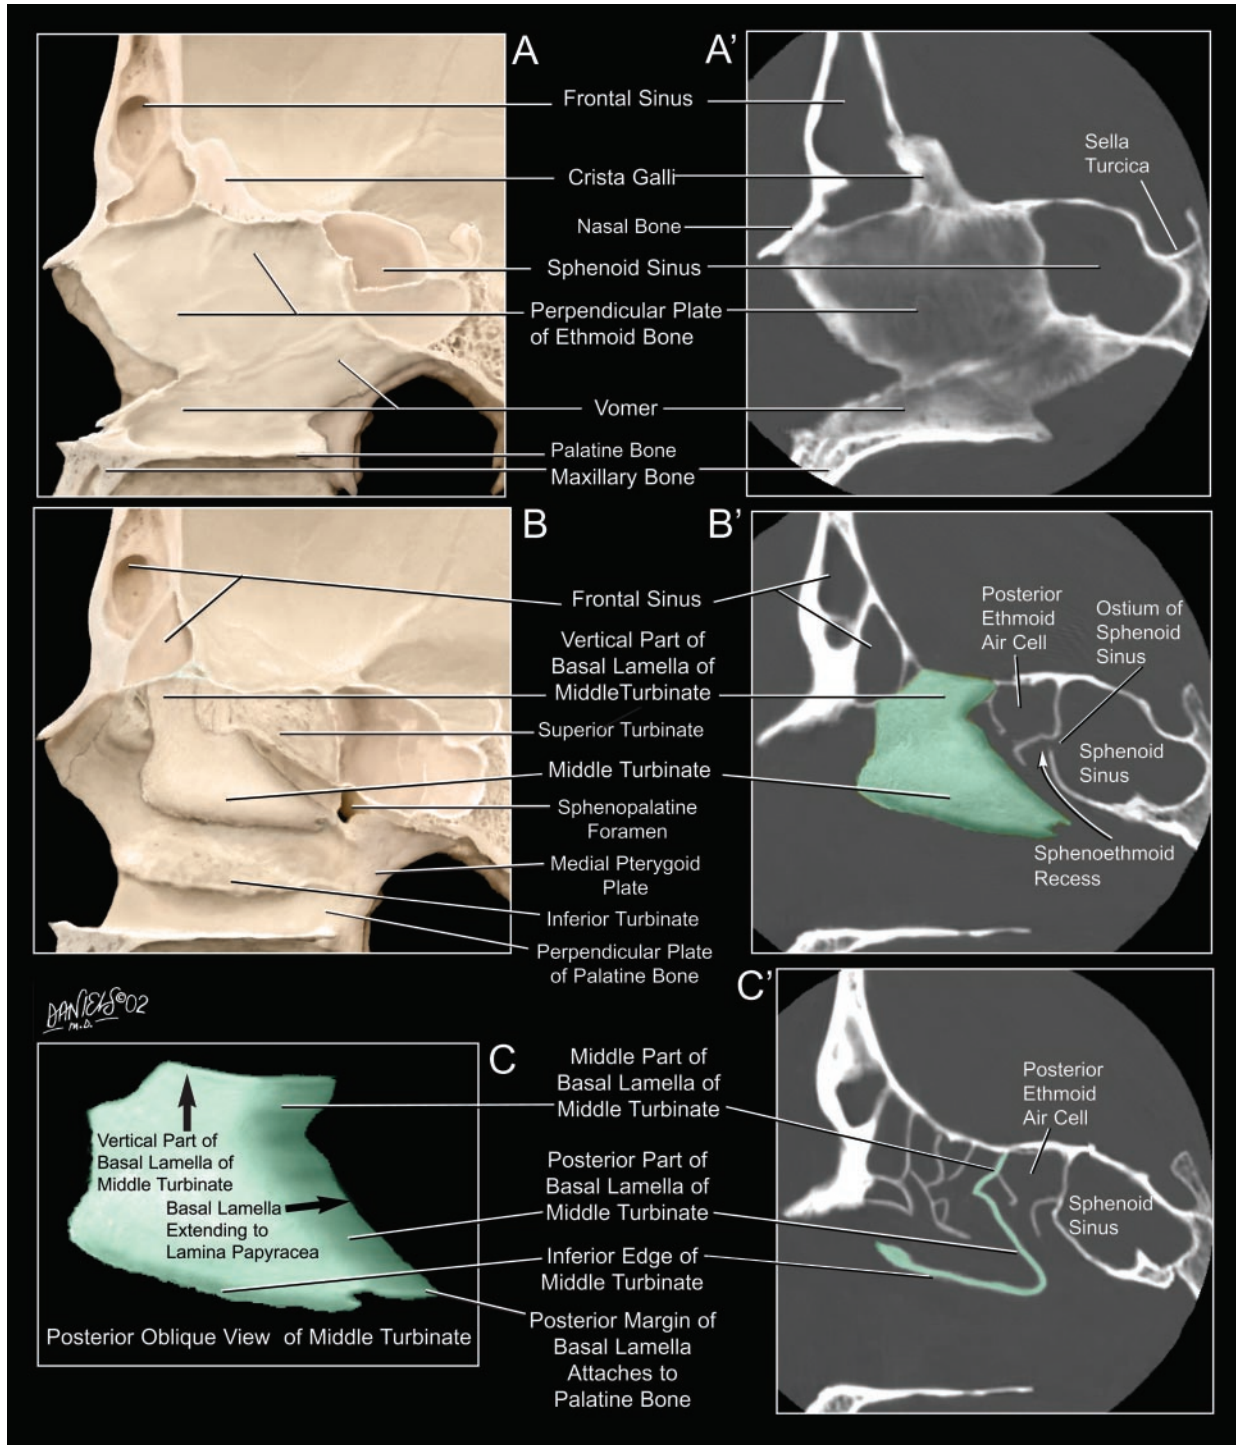 A
A’
Frontal Sinus
Crista Galli
Nasal Bone
Sphenoid Sinus
Perpendicular Plate
of Ethmoid Bone
Vomer
Palatine Bone
Maxillary Bone
Sella
Turcica
B
B’
Frontal Sinus
Vertical Part of
Basal Lamella of
MiddleTurbinate
Superior Turbinate
Middle Turbinate
Sphenopalatine
Foramen
Medial Pterygoid
Plate
Inferior Turbinate
Perpendicular Plate
of Palatine Bone
Posterior
Ethmoid
Air Cell
Ostium of
Sphenoid
Sinus
Sphenoid
Sinus
Sphenoethmoid
Recess
DANIELS©02
M.D.
C
C’
Vertical Part of
Basal Lamella of
Middle Turbinate
Basal Lamella
Extending to
Lamina Papyracea
Posterior Oblique View of Middle Turbinate
Middle Part of
Basal Lamella of
Middle Turbinate
Posterior Part of
Basal Lamella of
Middle Turbinate
Inferior Edge of
Middle Turbinate
Posterior Margin of
Basal Lamella
Attaches to
Palatine Bone
Posterior
Ethmoid
Air Cell
Sphenoid
Sinus